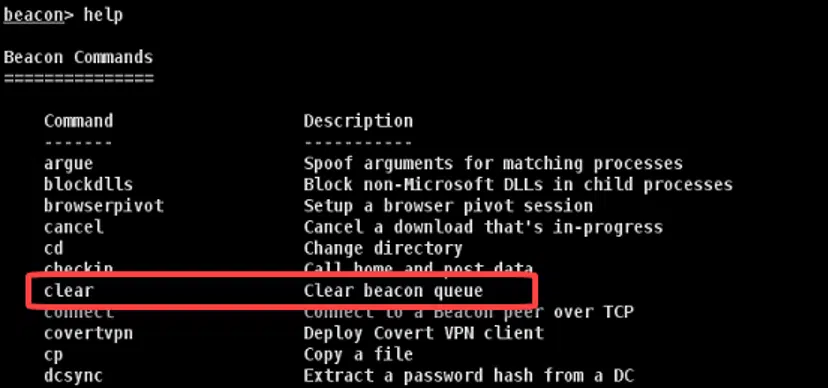 beacon> help
Beacon Commands
===============
Command Description
------- -----------
argue Spoof arguments for matching processes
blockdlls Block non-Microsoft DLLs in child processes
browserpivot Setup a browser pivot session
cancel Cancel a download that's in-progress
cd Change directory
checkin Call home and post data
clear Clear beacon queue
connect Connect to a Beacon peer over TCP
covertvpn Deploy Covert VPN client
cp Copy a file
dcsync Extract a password hash from a DC